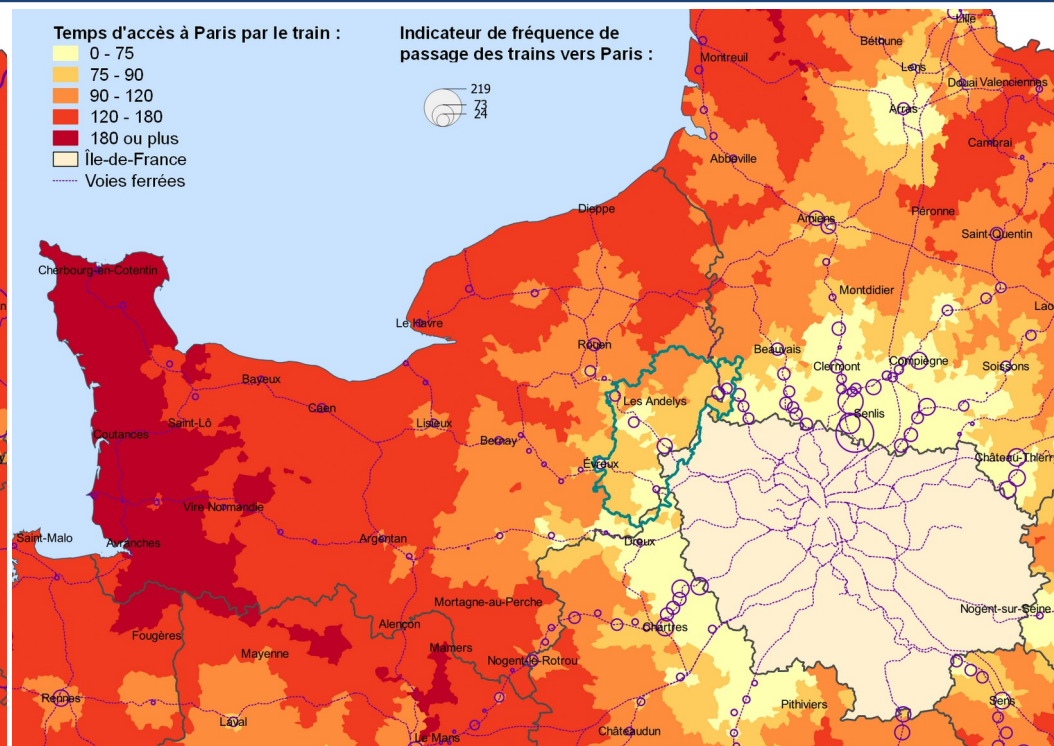 Temps d'accès à Paris par le train :
0 - 75
75 - 90
90 - 120
120 - 180
180 ou plus
Île-de-France
Voies ferrées
Indicateur de fréquence de
passage des trains vers Paris :
219
73
24
Lille
Béthune
Montreuil
Lens
Douai
Valenciennes
Arras
Cambrai
Abbeville
Amiens
Péronne
Saint-Quentin
Dieppe
Cherbourg-en-Cotentin
Montdidier
Le Havre
Rouen
Beauvais
Clermont
Compiègne
Soissons
Bayeux
Caen
Les Andelys
Senlis
Saint-Lô
Coutances
Lisieux
Bernay
Évreux
Château-Thierr
Vire Normandie
Saint-Malo
Avranches
Argentan
Dreux
Mortagne-au-Perche
Nogent-sur-Seine
Alençon
Chartres
Fougères
Mayenne
Mamers
Nogent-le-Rotrou
Rennes
Laval
Pithiviers
Sens
Le Mans
Châteaudun